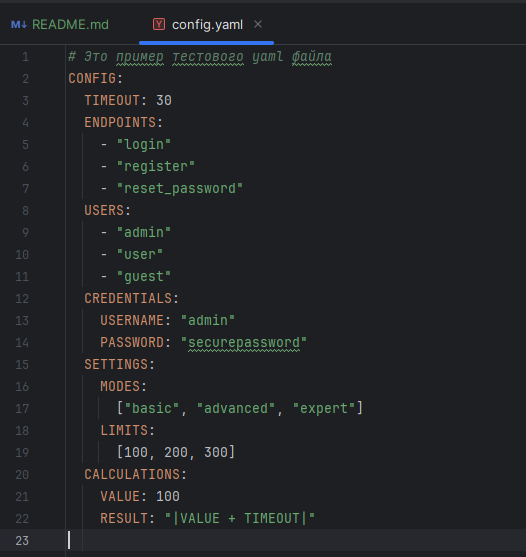 M↓ README.md Y config.yaml ×
1 # Это пример тестового yaml файла
2 CONFIG:
3   TIMEOUT: 30
4   ENDPOINTS:
5     - "login"
6     - "register"
7     - "reset_password"
8   USERS:
9     - "admin"
10     - "user"
11     - "guest"
12   CREDENTIALS:
13     USERNAME: "admin"
14     PASSWORD: "securepassword"
15   SETTINGS:
16     MODES:
17       ["basic", "advanced", "expert"]
18     LIMITS:
19       [100, 200, 300]
20   CALCULATIONS:
21     VALUE: 100
22     RESULT: "|VALUE + TIMEOUT|"
23